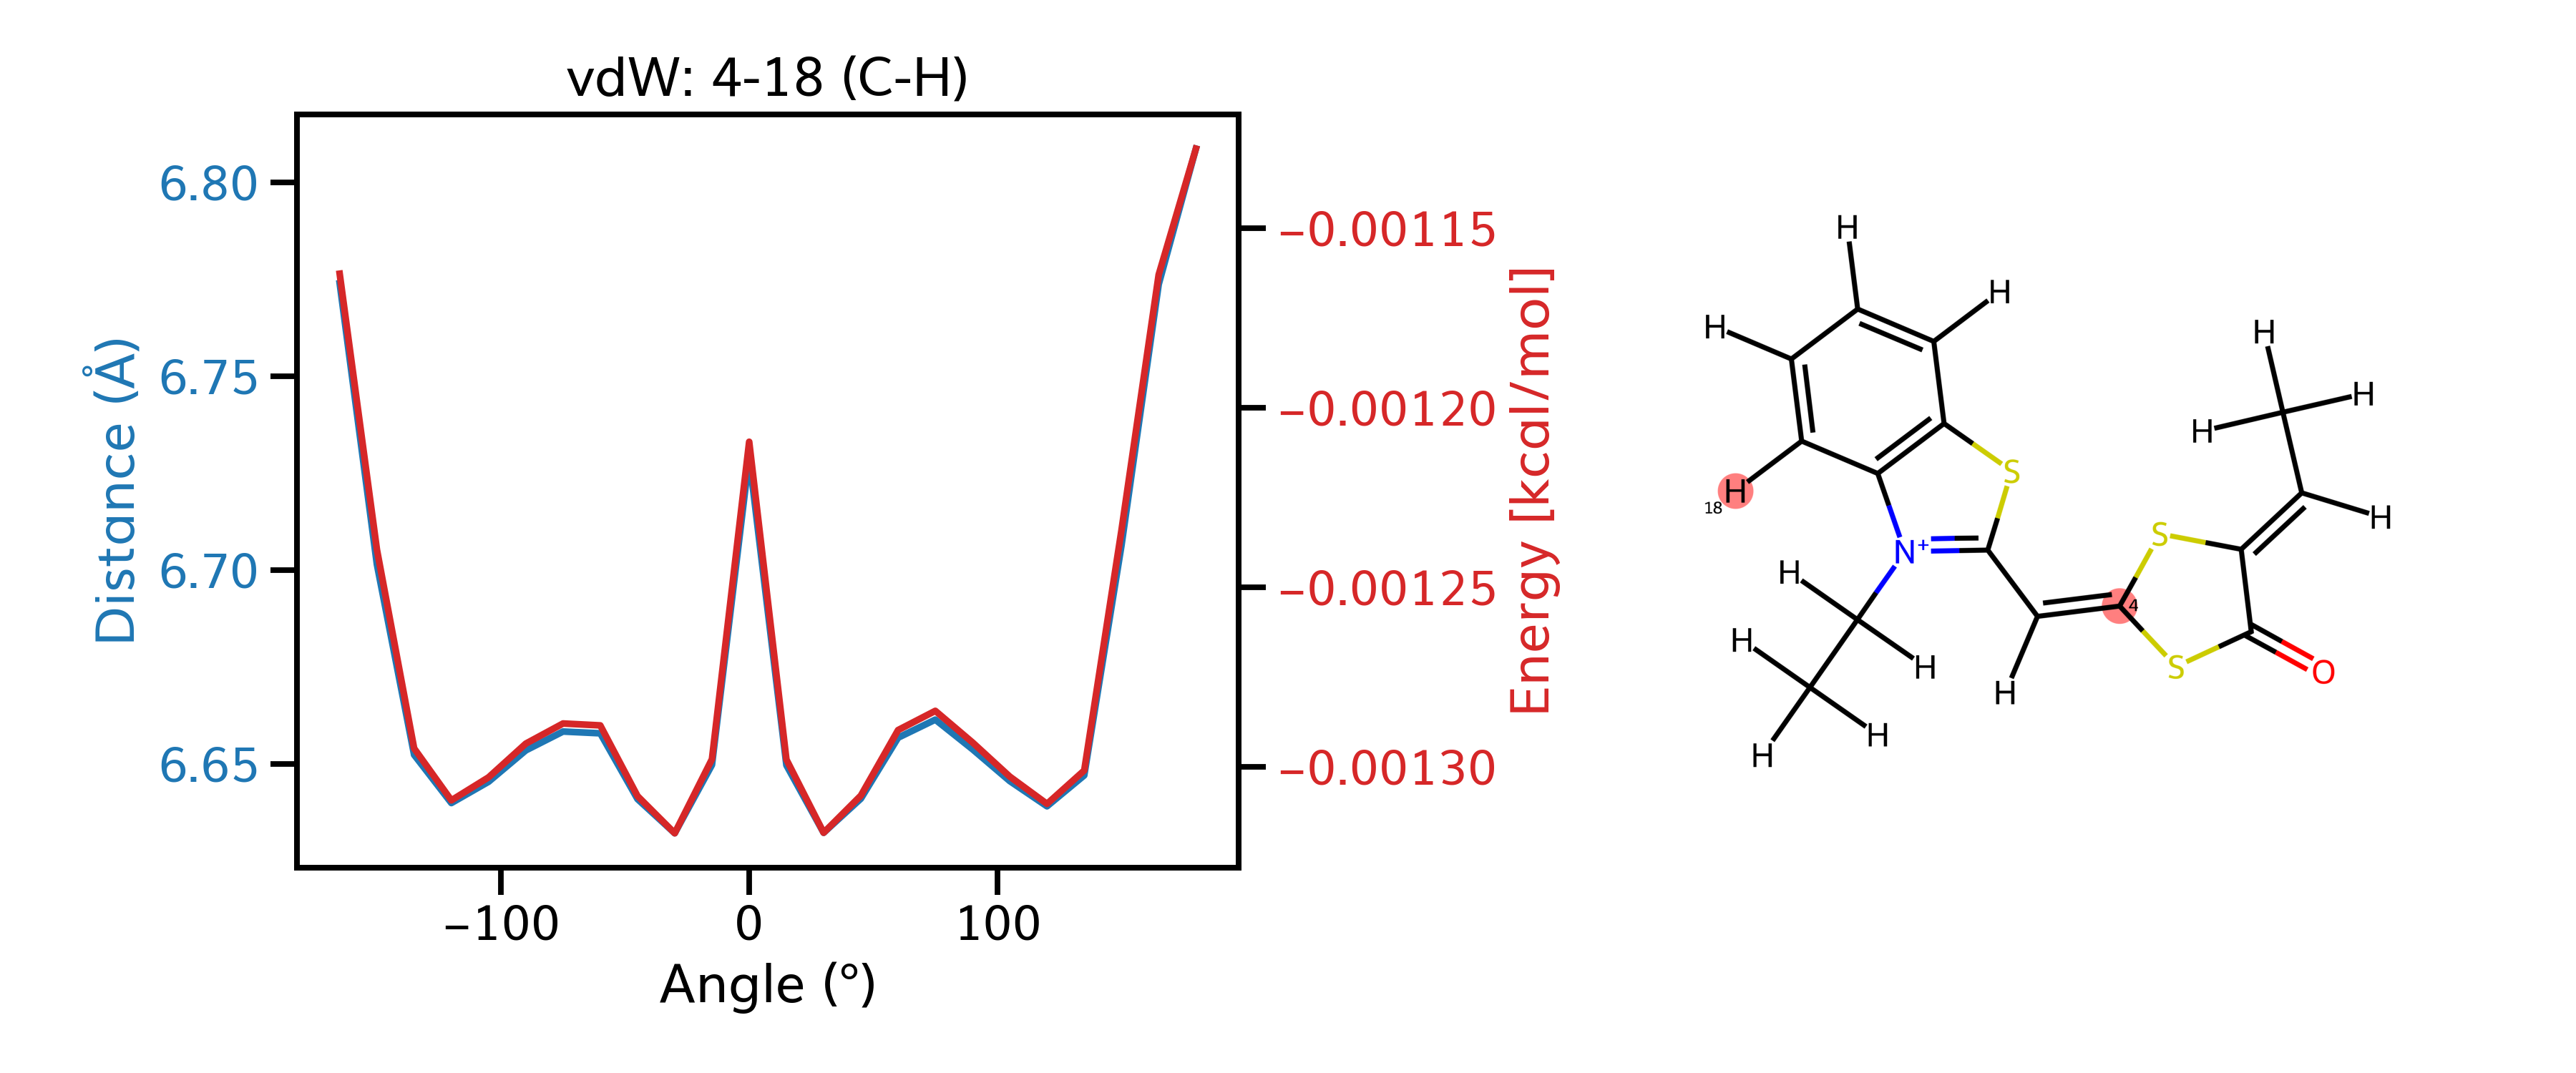 vdW: 4-18 (C-H)
6.80
6.75
6.70
6.65
Distance (Å)
−0.00115
−0.00120
−0.00125
−0.00130
Energy [kcal/mol]
−100 0 100
Angle (°)
H
H
H
H
H
H
H
S
H
18
S
H
N+
H
4
H
H
S
O
H
H
H